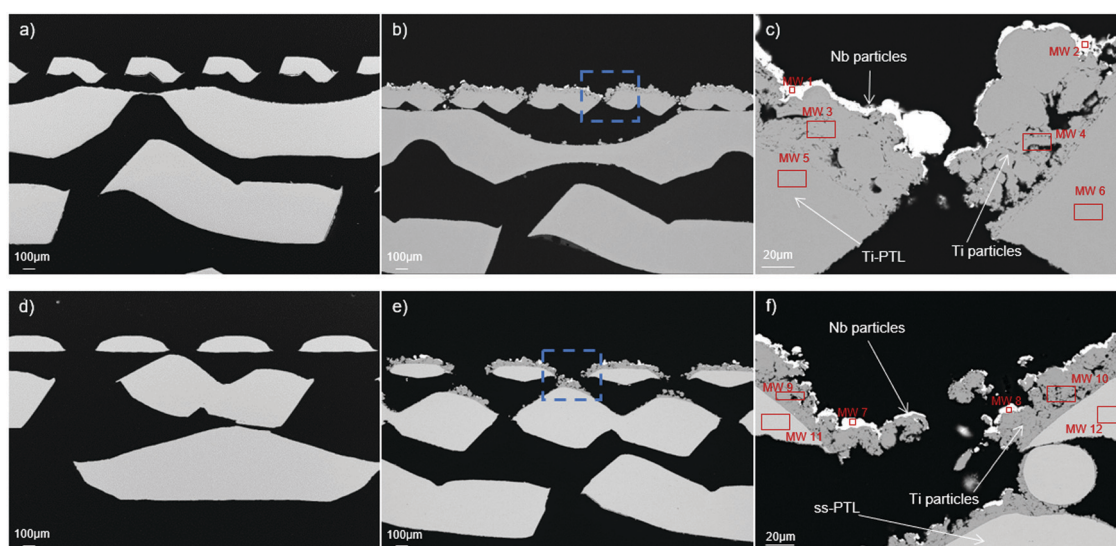 a)
100µm
b)
100µm
c)
Nb particles
MW 1
MW 2
MW 3
MW 4
MW 5
MW 6
Ti-PTL
Ti particles
20µm
d)
100µm
e)
100µm
f)
Nb particles
MW 9
MW 10
MW 8
MW 7
MW 11
MW 12
Ti particles
ss-PTL
20µm